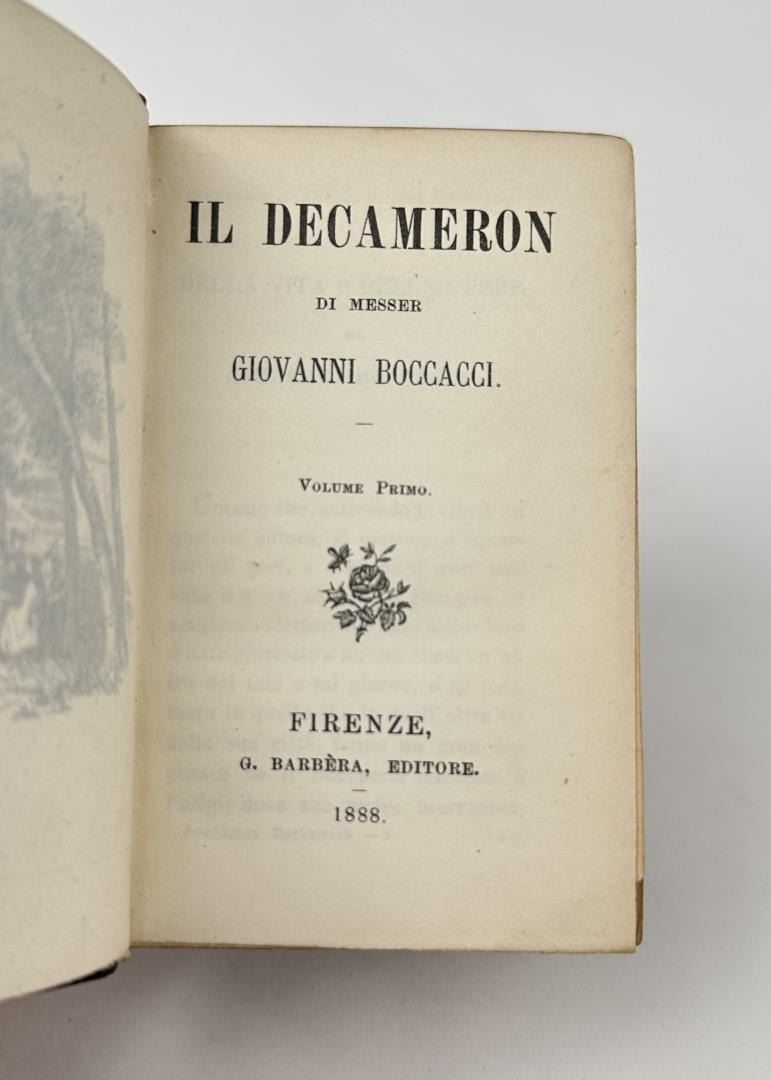 IL DECAMERON
DI MESSER
GIOVANNI BOCCACCI.
VOLUME PRIMO.
FIRENZE,
G. BARBÈRA, EDITORE.
1888.